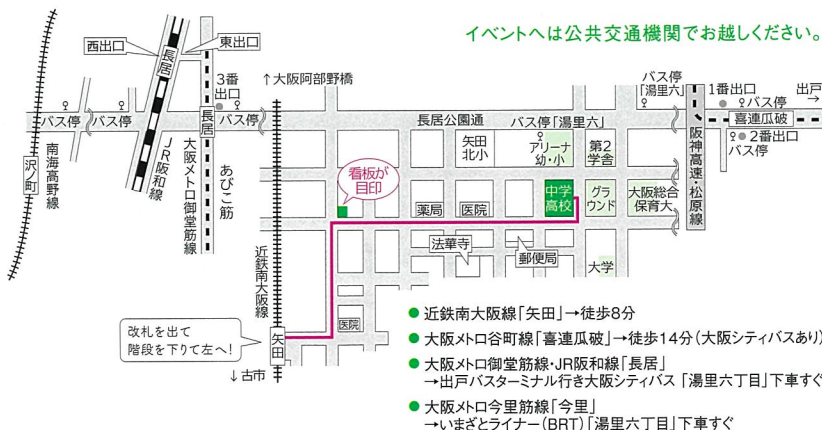 イベントへは公共交通機関でお越しください。
西出口
東出口
長居
3番
出口
↑大阪阿部野橋
バス停
「湯里六」
1番出口
出戸→
バス停
バス停
バス停
長居
バス停
長居公園通
バス停「湯里六」
喜連瓜破
2番出口
バス停
沢ノ町
南海高野線
JR阪和線
大阪メトロ御堂筋線
あびこ筋
矢田
北小
アリーナ
幼・小
第2
学舎
阪神高速・松原線
看板が
目印
薬局
医院
中学
高校
グラ
ウンド
大阪総合
保育大
近鉄南大阪線
法華寺
郵便局
大学
改札を出て
階段を下りて左へ!
矢田
医院
↓古市
● 近鉄南大阪線「矢田」→徒歩8分
● 大阪メトロ谷町線「喜連瓜破」→徒歩14分(大阪シティバスあり)
● 大阪メトロ御堂筋線・JR阪和線「長居」
→出戸バスターミナル行き大阪シティバス「湯里六丁目」下車すぐ
● 大阪メトロ今里筋線「今里」
→いまざとライナー(BRT)「湯里六丁目」下車すぐ